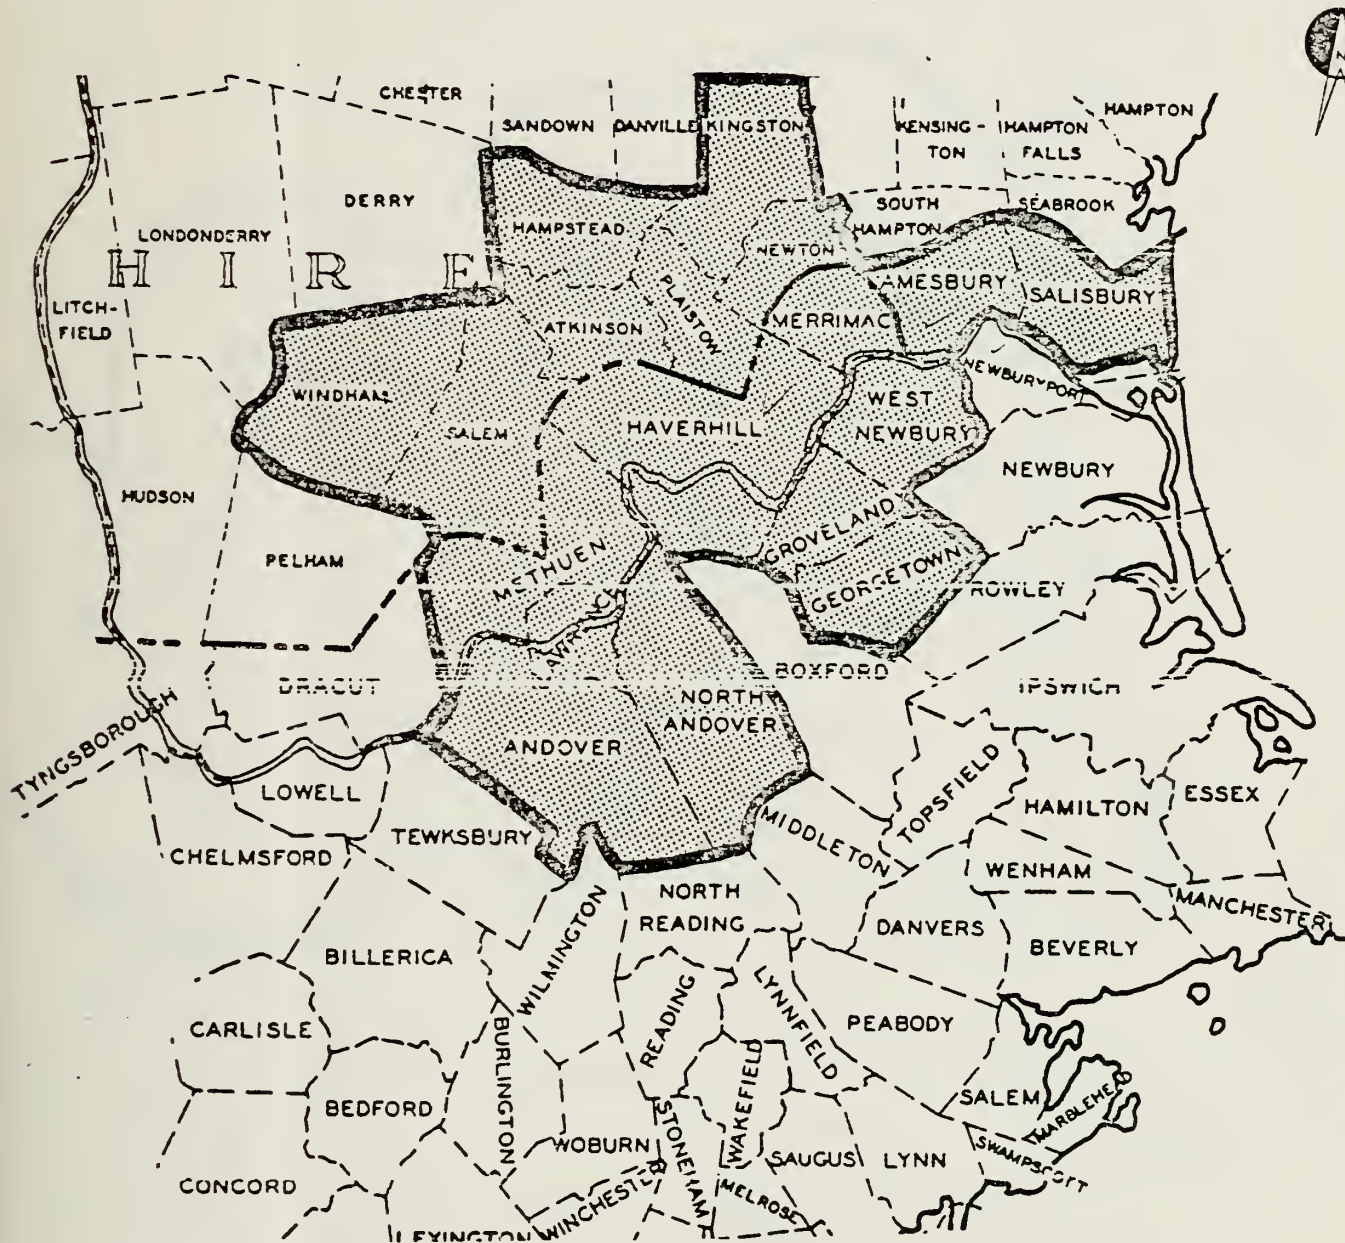 N
CHESTER
HAMPTON
SANDOWN
DANVILLE
KINGSTON
KENSING-
TON
HAMPTON
FALLS
DERRY
SOUTH
HAMPTON
SEABROOK
LONDONDERRY
HAMPSTEAD
NEWTON
H I R E
AMESBURY
SALISBURY
LITCH-
FIELD
PLAISTOW
ATKINSON
MERRIMAC
NEWBURYPORT
WINDHAM
SALEM
HAVERHILL
WEST
NEWBURY
NEWBURY
HUDSON
GROVELAND
PELHAM
METHUEN
GEORGETOWN
ROWLEY
BOXFORD
DRACUT
IPSWICH
TYNGSBOROUGH
NORTH
ANDOVER
ANDOVER
TOPSFIELD
LOWELL
HAMILTON
ESSEX
TEWKSBURY
MIDDLETON
CHELMSFORD
WENHAM
NORTH
READING
MANCHESTER
DANVERS
BEVERLY
BILLERICA
WILMINGTON
LYNNFIELD
READING
CARLISLE
PEABODY
BURLINGTON
WAKEFIELD
SALEM
MARBLEHEAD
BEDFORD
STONEHAM
WOBURN
SAUGUS
LYNN
SWAMPSCOTT
CONCORD
WINCHESTER
MELROSE
LEXINGTON